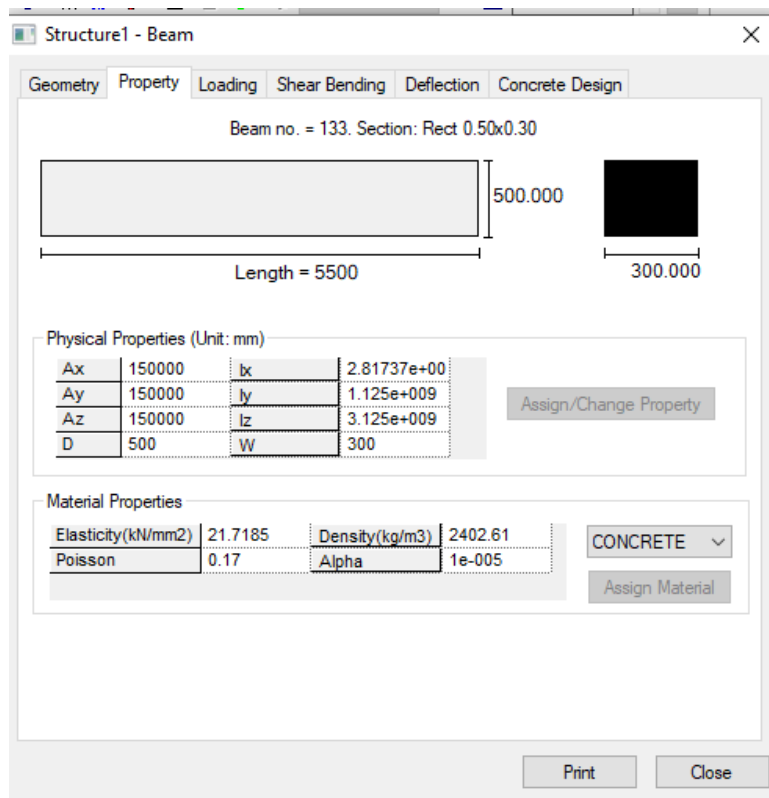 Structure1 - Beam
Geometry Property Loading Shear Bending Deflection Concrete Design
Beam no. = 133. Section: Rect 0.50x0.30
500.000
Length = 5500 300.000
Physical Properties (Unit: mm)
Ax 150000 Ix 2.81737e+00
Ay 150000 Iy 1.125e+009
Az 150000 Iz 3.125e+009
D 500 W 300
Assign/Change Property
Material Properties
Elasticity(kN/mm2) 21.7185 Density(kg/m3) 2402.61
Poisson 0.17 Alpha 1e-005
CONCRETE
Assign Material
Print Close